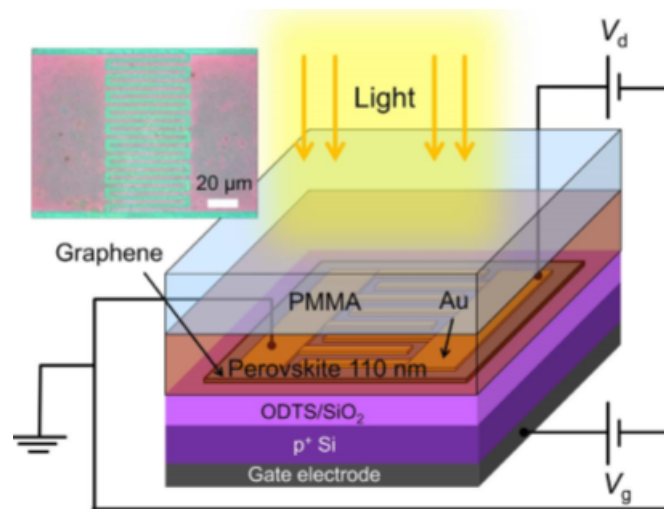 V_d
Light
20 μm
Graphene
PMMA
Au
Perovskite 110 nm
ODTS/SiO₂
p⁺ Si
Gate electrode
V_g